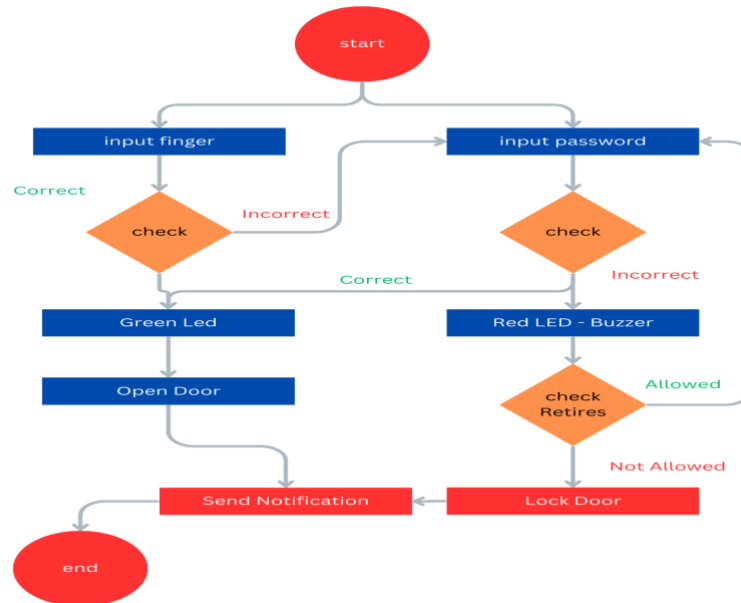 start
input finger
input password
Correct
check
Incorrect
check
Correct
Incorrect
Green Led
Red LED - Buzzer
Open Door
check
Retires
Allowed
Not Allowed
Send Notification
Lock Door
end